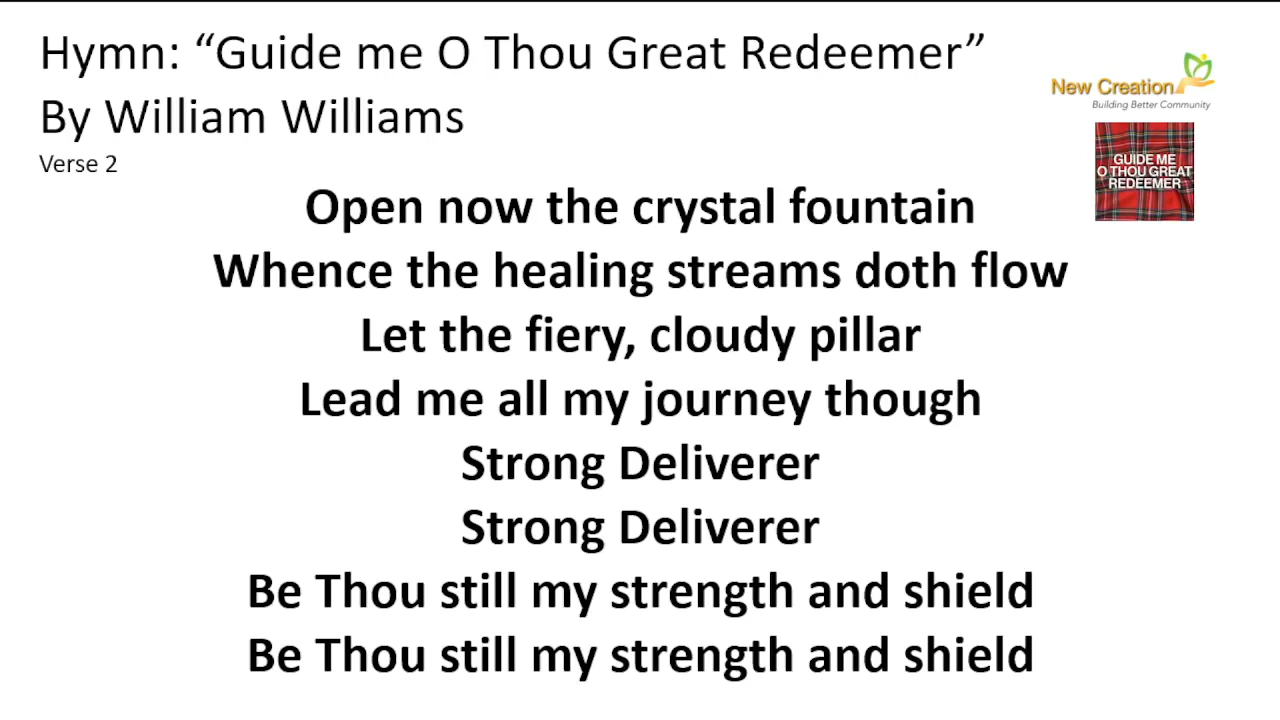 Hymn: “Guide me O Thou Great Redeemer”
By William Williams
Verse 2
New Creation
Building Better Community
GUIDE ME
O THOU GREAT
REDEEMER
Open now the crystal fountain
Whence the healing streams doth flow
Let the fiery, cloudy pillar
Lead me all my journey though
Strong Deliverer
Strong Deliverer
Be Thou still my strength and shield
Be Thou still my strength and shield